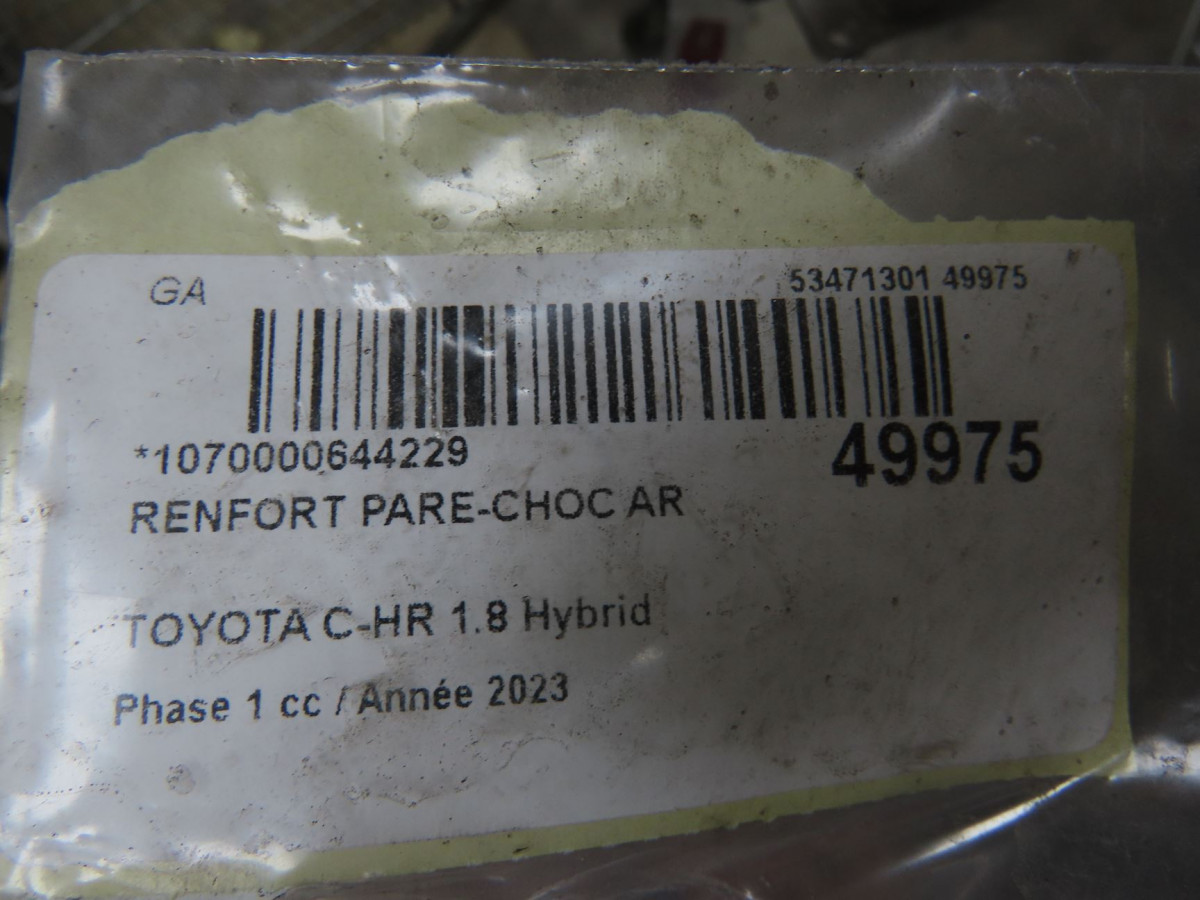 GA
53471301 49975
*1070000644229
49975
RENFORT PARE-CHOC AR
TOYOTA C-HR 1.8 Hybrid
Phase 1 cc / Année 2023